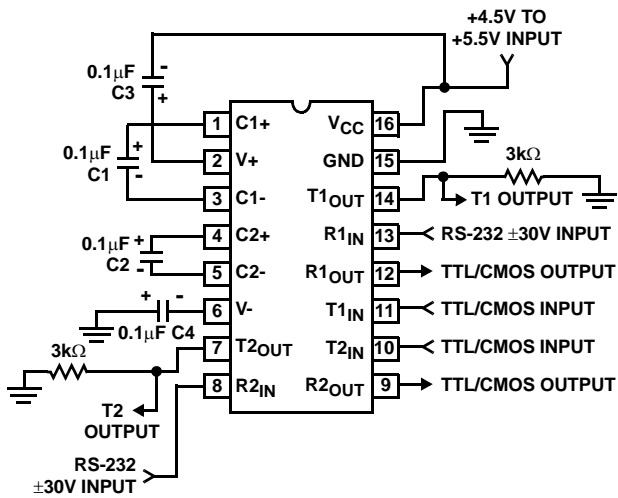 +4.5V TO
+5.5V INPUT
0.1µF
C3
-
+
1 C1+
VCC 16
0.1µF
C1
+
-
2 V+
GND 15
3kΩ
3 C1-
T1OUT 14
T1 OUTPUT
4 C2+
R1IN 13
RS-232 ±30V INPUT
0.1µF
C2
+
-
5 C2-
R1OUT 12
TTL/CMOS OUTPUT
+ -
0.1µF C4
6 V-
T1IN 11
TTL/CMOS INPUT
3kΩ
7 T2OUT
T2IN 10
TTL/CMOS INPUT
8 R2IN
R2OUT 9
TTL/CMOS OUTPUT
T2
OUTPUT
RS-232
±30V INPUT